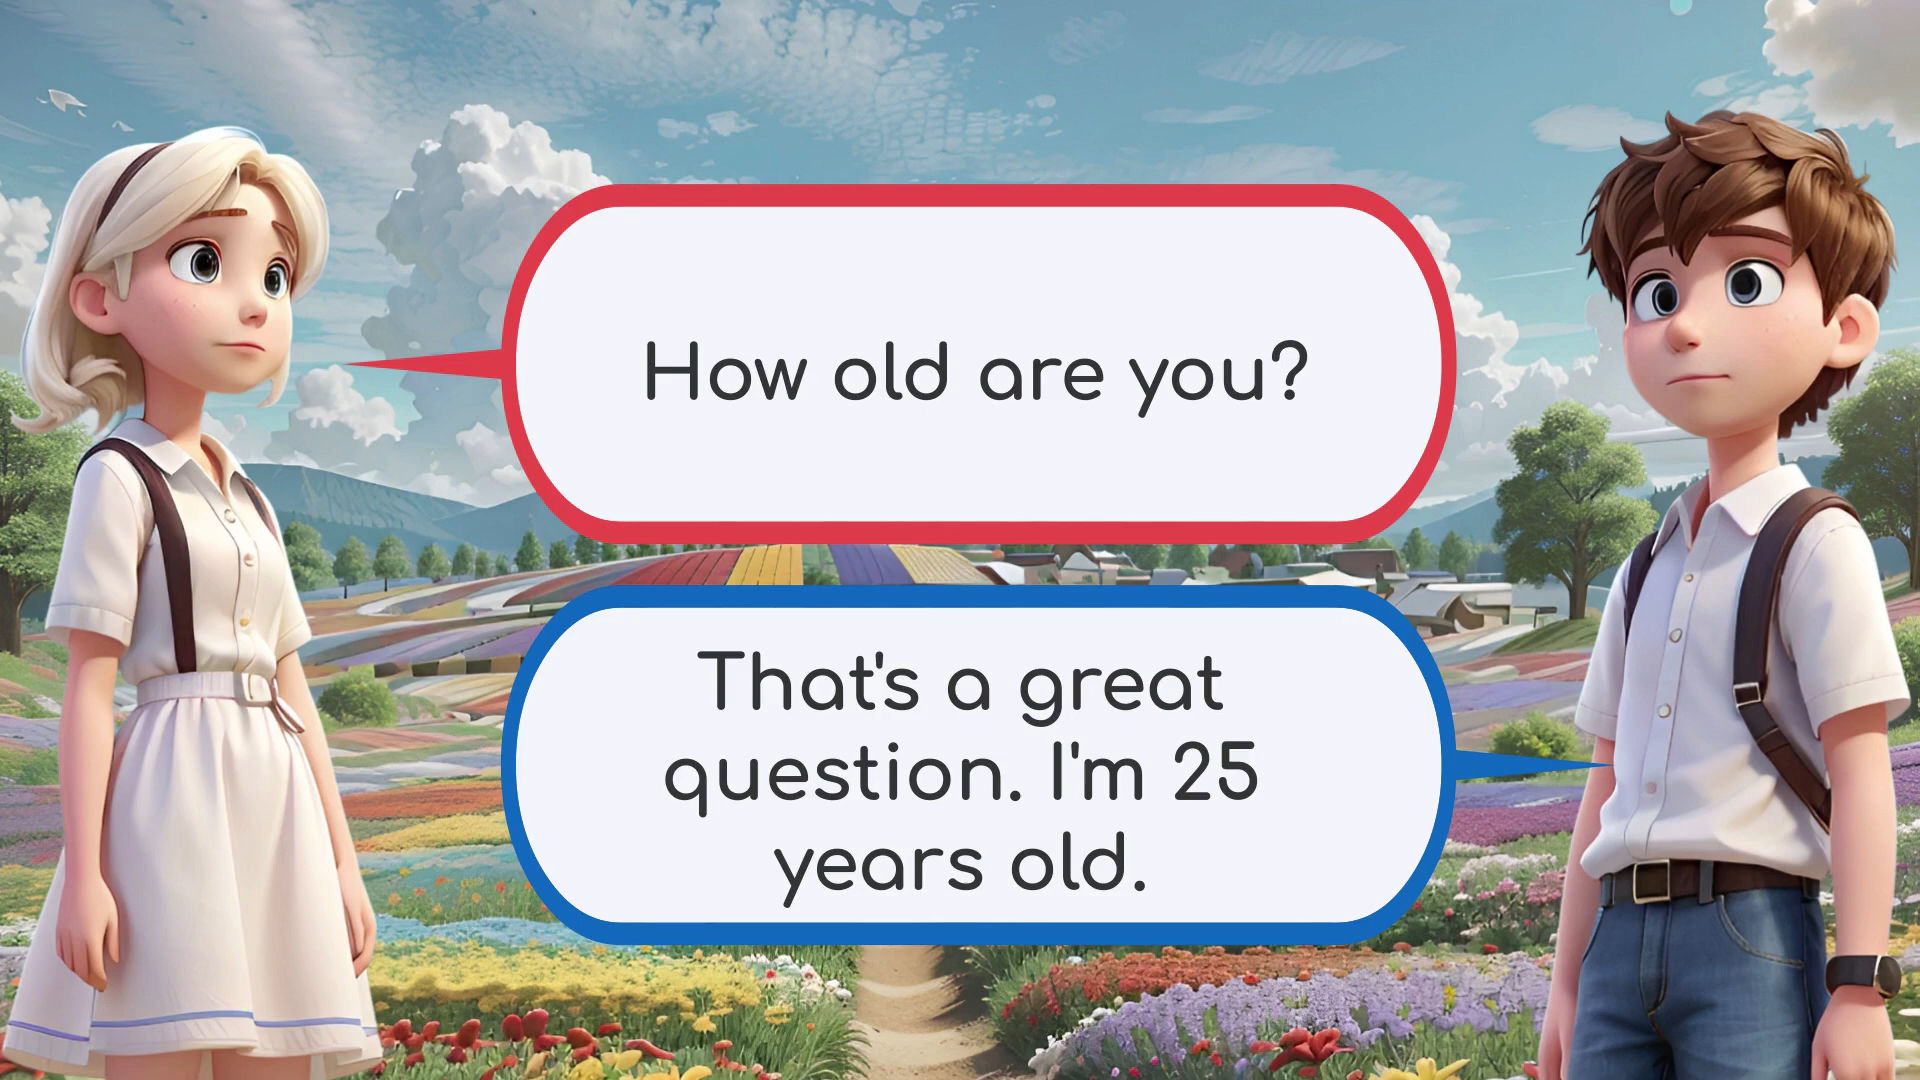 How old are you?
That's a great
question. I'm 25
years old.